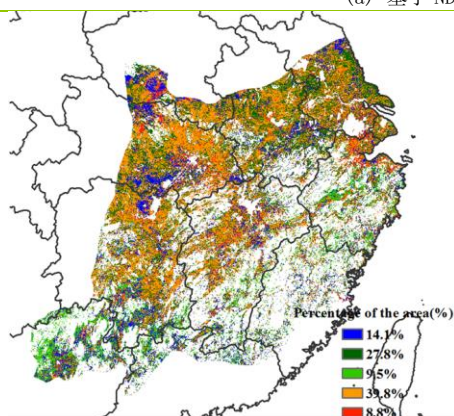 (a) 基于 ND
Percentage of the area(%)
14.1%
27.8%
9.5%
39.8%
8.8%